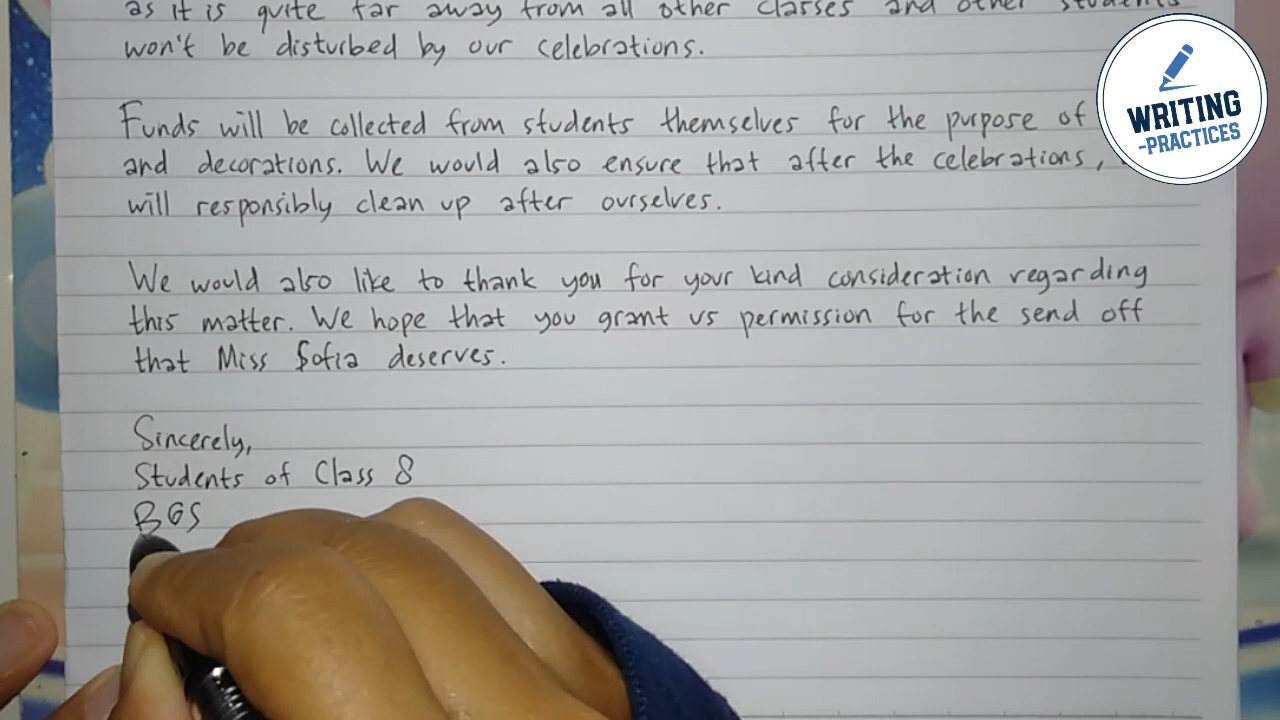 as it is quite far away from all other classes and other students
won't be disturbed by our celebrations.
Funds will be collected from students themselves for the purpose of
and decorations. We would also ensure that after the celebrations,
will responsibly clean up after ourselves.
We would also like to thank you for your kind consideration regarding
this matter. We hope that you grant us permission for the send off
that Miss Sofia deserves.
Sincerely,
Students of Class 8
BGS
WRITING
-PRACTICES